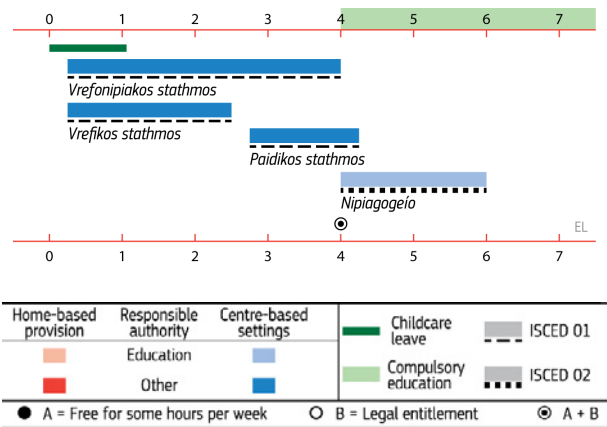 0 1 2 3 4 5 6 7
Vrefonipiakos stathmos
Vrefikos stathmos
Paidikos stathmos
Nipiagogeío
EL
0 1 2 3 4 5 6 7
Home-based provision
Responsible authority
Centre-based settings
Education
Other
Childcare leave
Compulsory education
ISCED 01
ISCED 02
A = Free for some hours per week
B = Legal entitlement
A + B